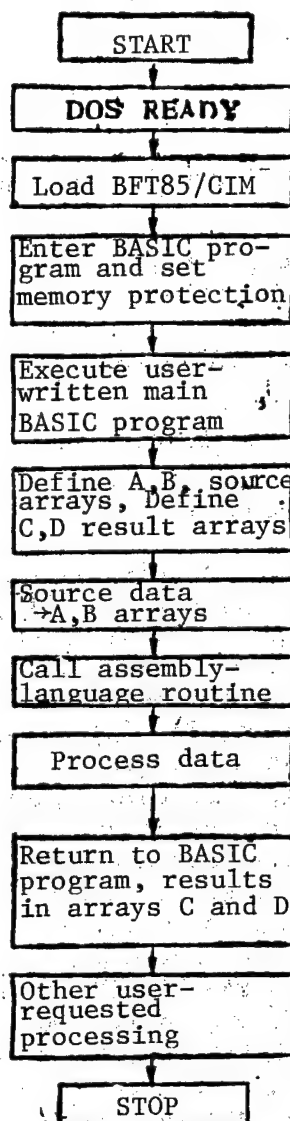 START
DOS READY
Load BFT85/CIM
Enter BASIC pro-
gram and set
memory protection
Execute user-
written main
BASIC program
Define A,B, source
arrays, Define
C,D result arrays
Source data
→A,B arrays
Call assembly-
language routine
Process data
Return to BASIC
program, results
in arrays C and D
Other user-
requested
processing
STOP